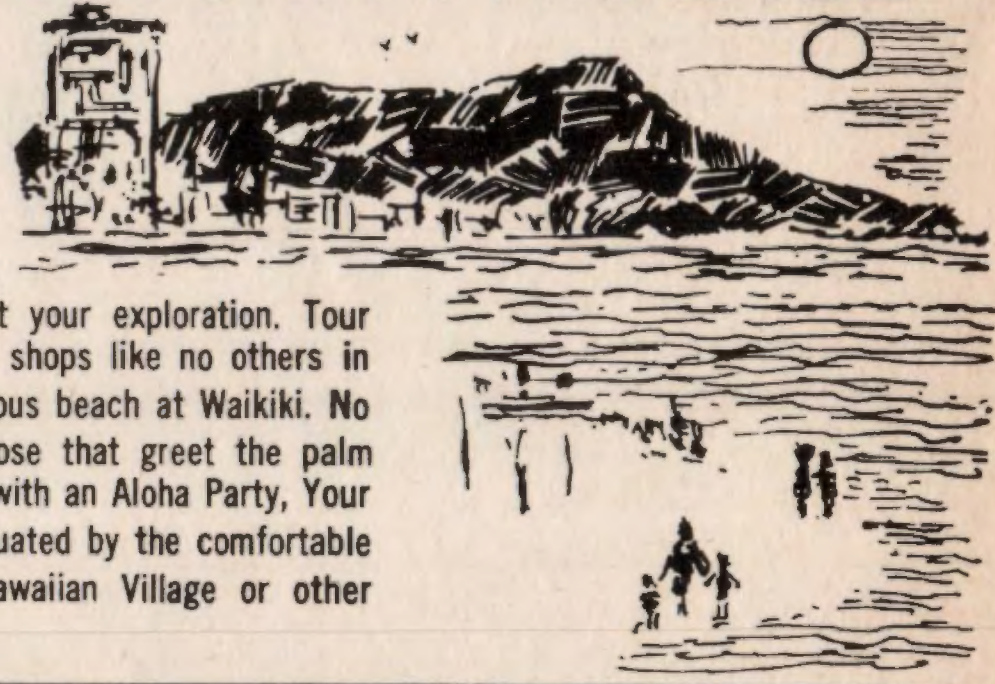 t your exploration. Tour
shops like no others in
ous beach at Waikiki. No
ose that greet the palm
with an Aloha Party, Your
uated by the comfortable
awaiian Village or other